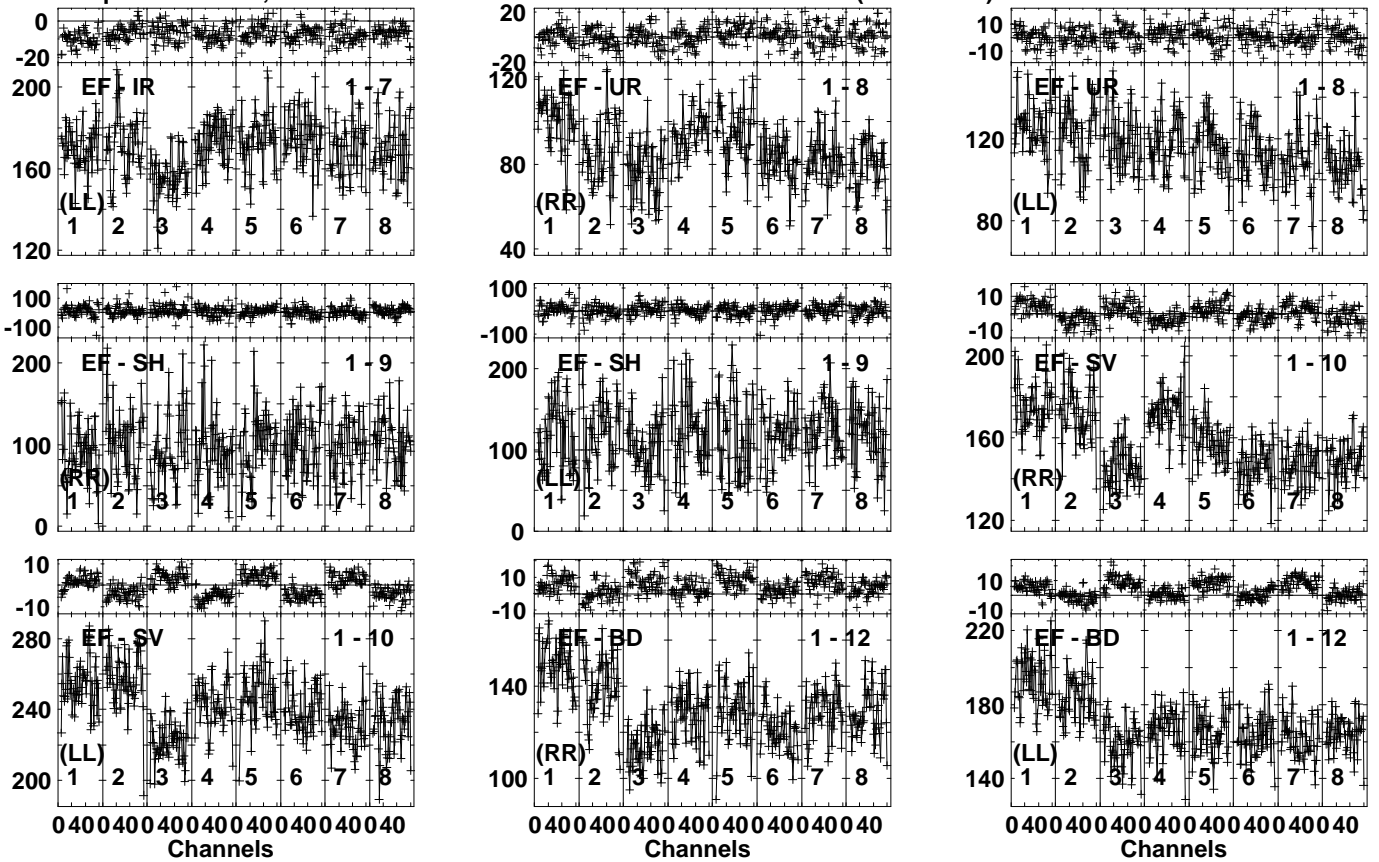 0 20 10
-20 -20 -10
200 EF - IR 1 - 7 120 EF - UR 1 - 8 EF - UR 1 - 8
160 80 120
(LL) (RR) (LL)
1 2 3 4 5 6 7 8 1 2 3 4 5 6 7 8 80 1 2 3 4 5 6 7 8
120 40
100 100 10
-100 -100 -10
200 EF - SH 1 - 9 200 EF - SH 1 - 9 200 EF - SV 1 - 10
100 100 160
(RR) (LL) (RR)
1 2 3 4 5 6 7 8 1 2 3 4 5 6 7 8 1 2 3 4 5 6 7 8
0 0 120
10 10 10
-10 -10 -10
280 EF - SV 1 - 10 EF - BD 1 - 12 220 EF - BD 1 - 12
240 140 180
(LL) (RR) (LL)
200 1 2 3 4 5 6 7 8 100 1 2 3 4 5 6 7 8 140 1 2 3 4 5 6 7 8
0 40 0 40 0 40 0 40 0 40 0 40 0 40 0 40 0 40 0 40 0 40 0 40 0 40 0 40 0 40 0 40 0 40 0 40 0 40 0 40 0 40 0 40 0 40 0 40
Channels Channels Channels